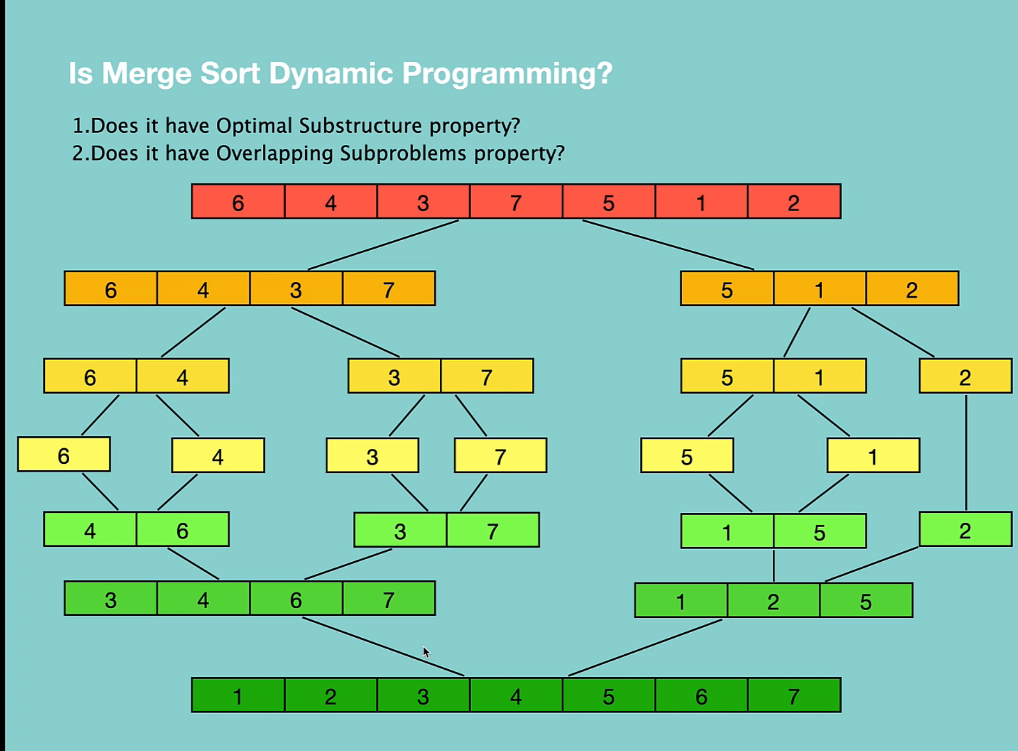 Is Merge Sort Dynamic Programming?
1.Does it have Optimal Substructure property?
2.Does it have Overlapping Subproblems property?
6 4 3 7 5 1 2
6 4 3 7 5 1 2
6 4 3 7 5 1 2
6 4 3 7 5 1
4 6 3 7 1 5 2
3 4 6 7 1 2 5
1 2 3 4 5 6 7